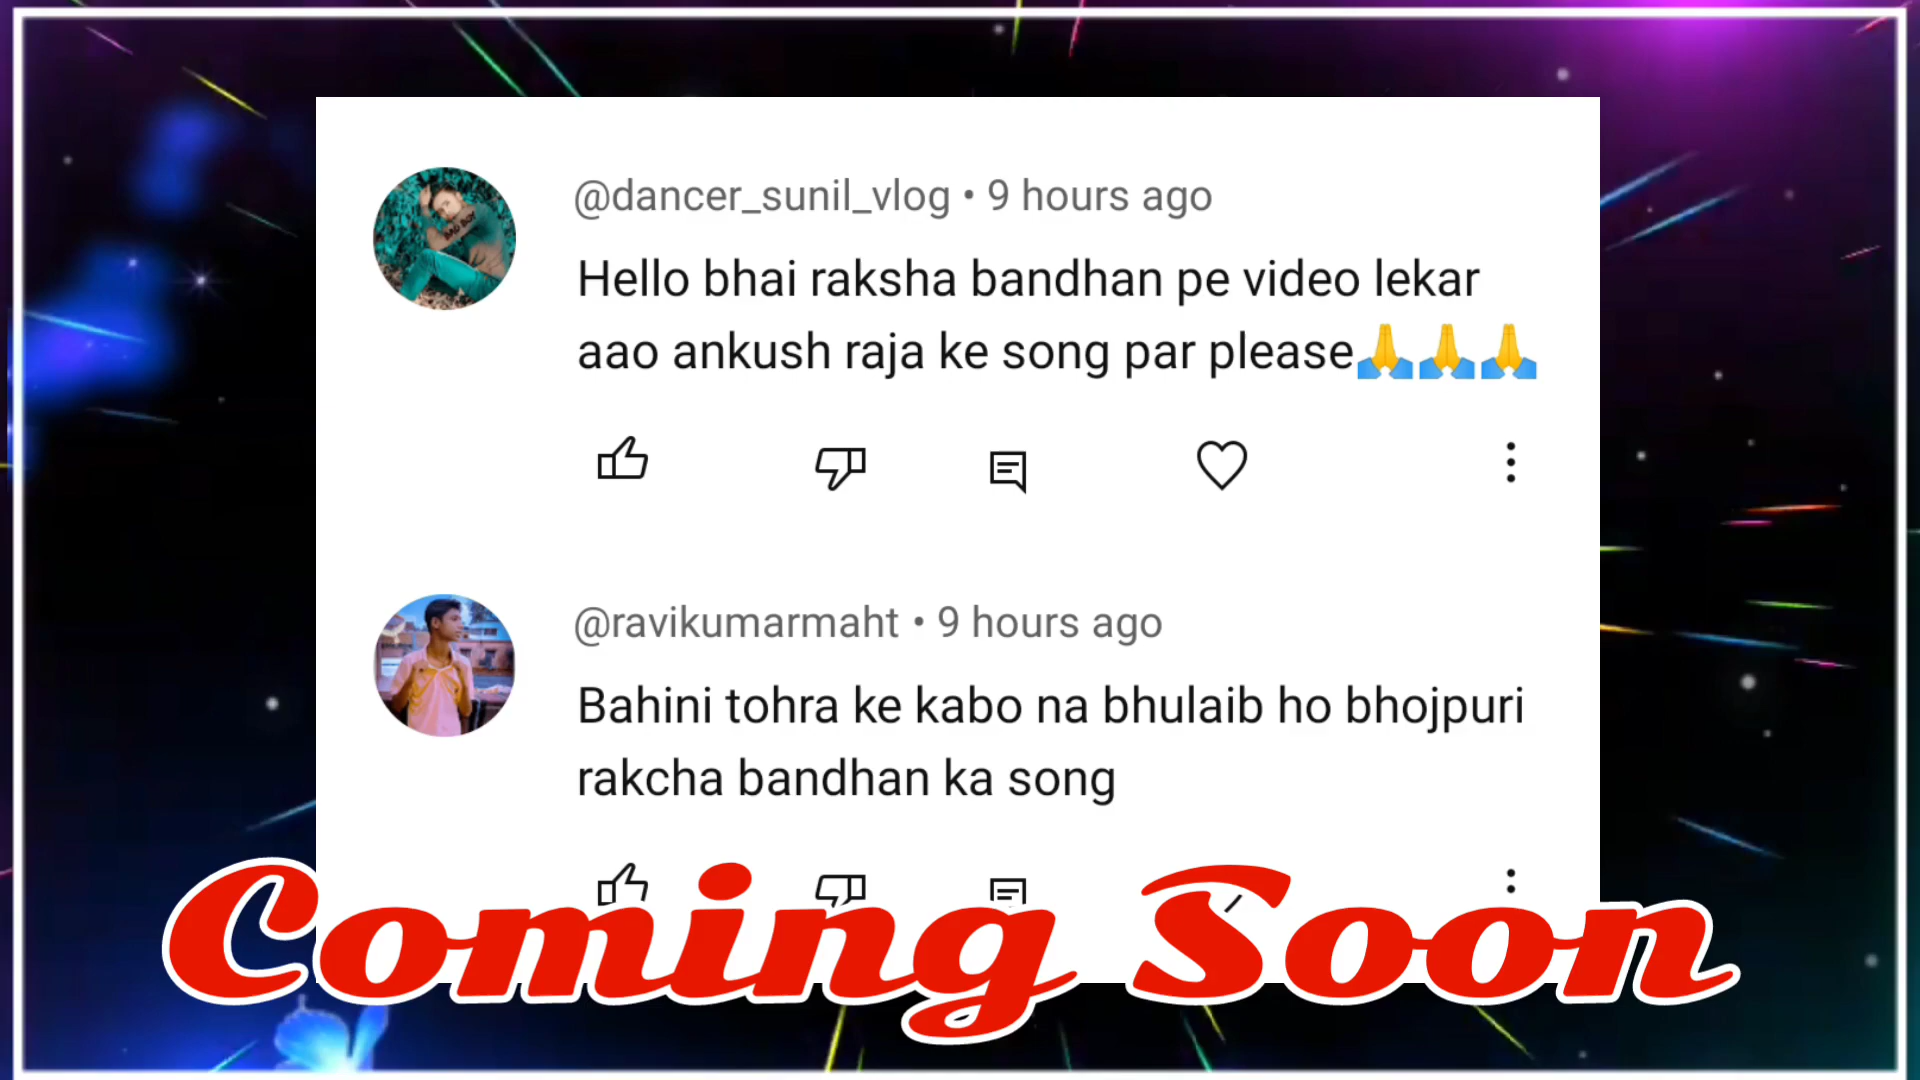 @dancer_sunil_vlog • 9 hours ago
Hello bhai raksha bandhan pe video lekar
aao ankush raja ke song par please🙏🙏🙏
@ravikumarmaht • 9 hours ago
Bahini tohra ke kabo na bhulaib ho bhojpuri
rakcha bandhan ka song
Coming Soon